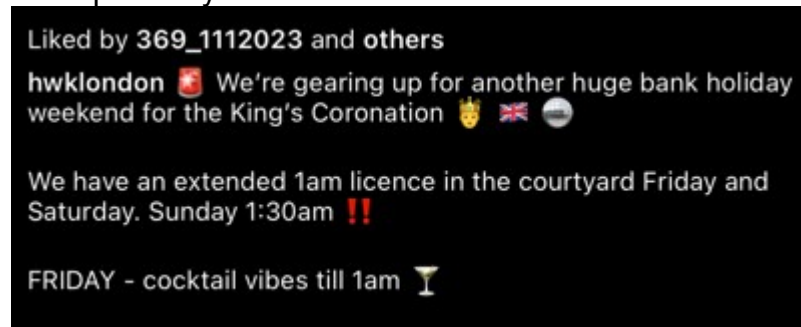 Liked by 369_1112023 and others
hwklondon 🚨 We're gearing up for another huge bank holiday
weekend for the King's Coronation 🤴 🇬🇧 🪩
We have an extended 1am licence in the courtyard Friday and
Saturday. Sunday 1:30am ‼️
FRIDAY - cocktail vibes till 1am 🍸